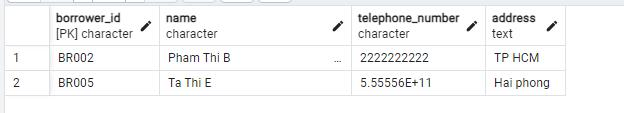 borrower_id name telephone_number address
[PK] character character character text
1 BR002 Pham Thi B ... 2222222222 TP HCM
2 BR005 Ta Thi E 5.55556E+11 Hai phong